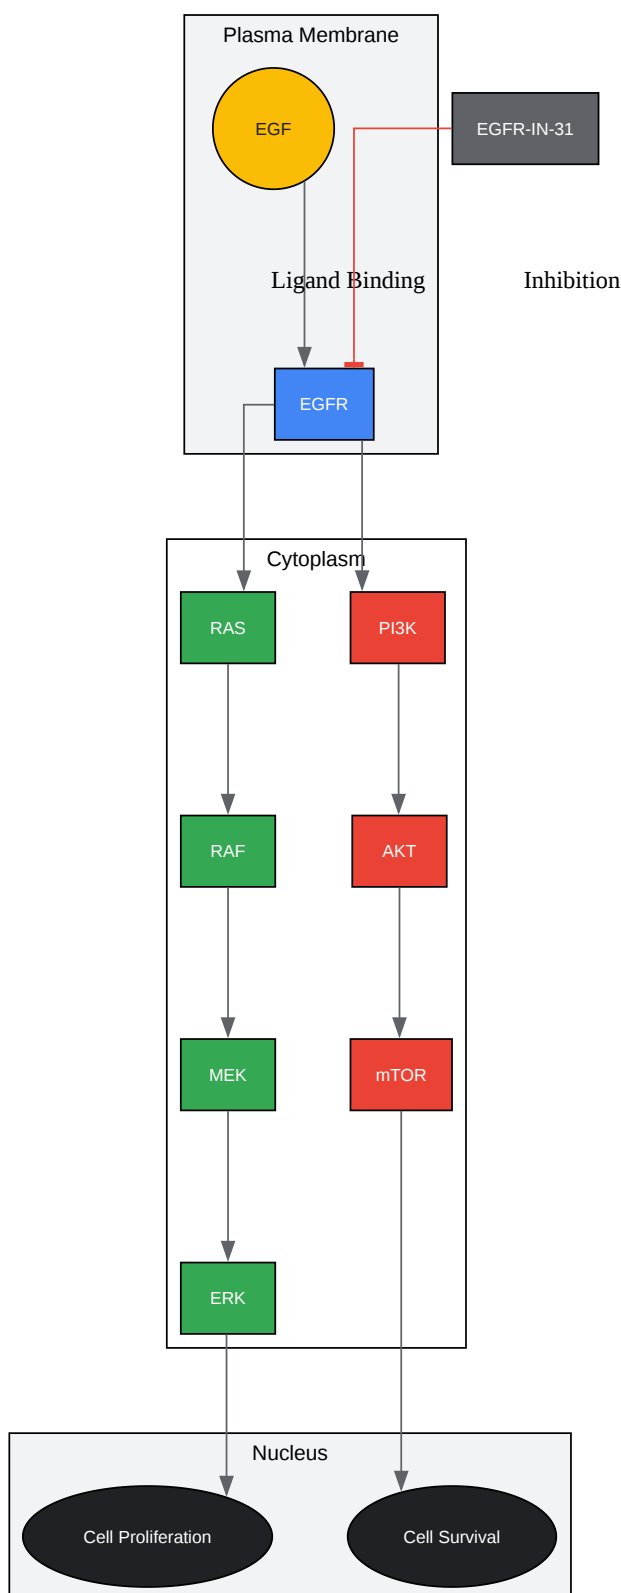 Plasma Membrane
EGF
EGFR-IN-31
Ligand Binding
Inhibition
EGFR
Cytoplasm
RAS
PI3K
RAF
AKT
MEK
mTOR
ERK
Nucleus
Cell Proliferation
Cell Survival